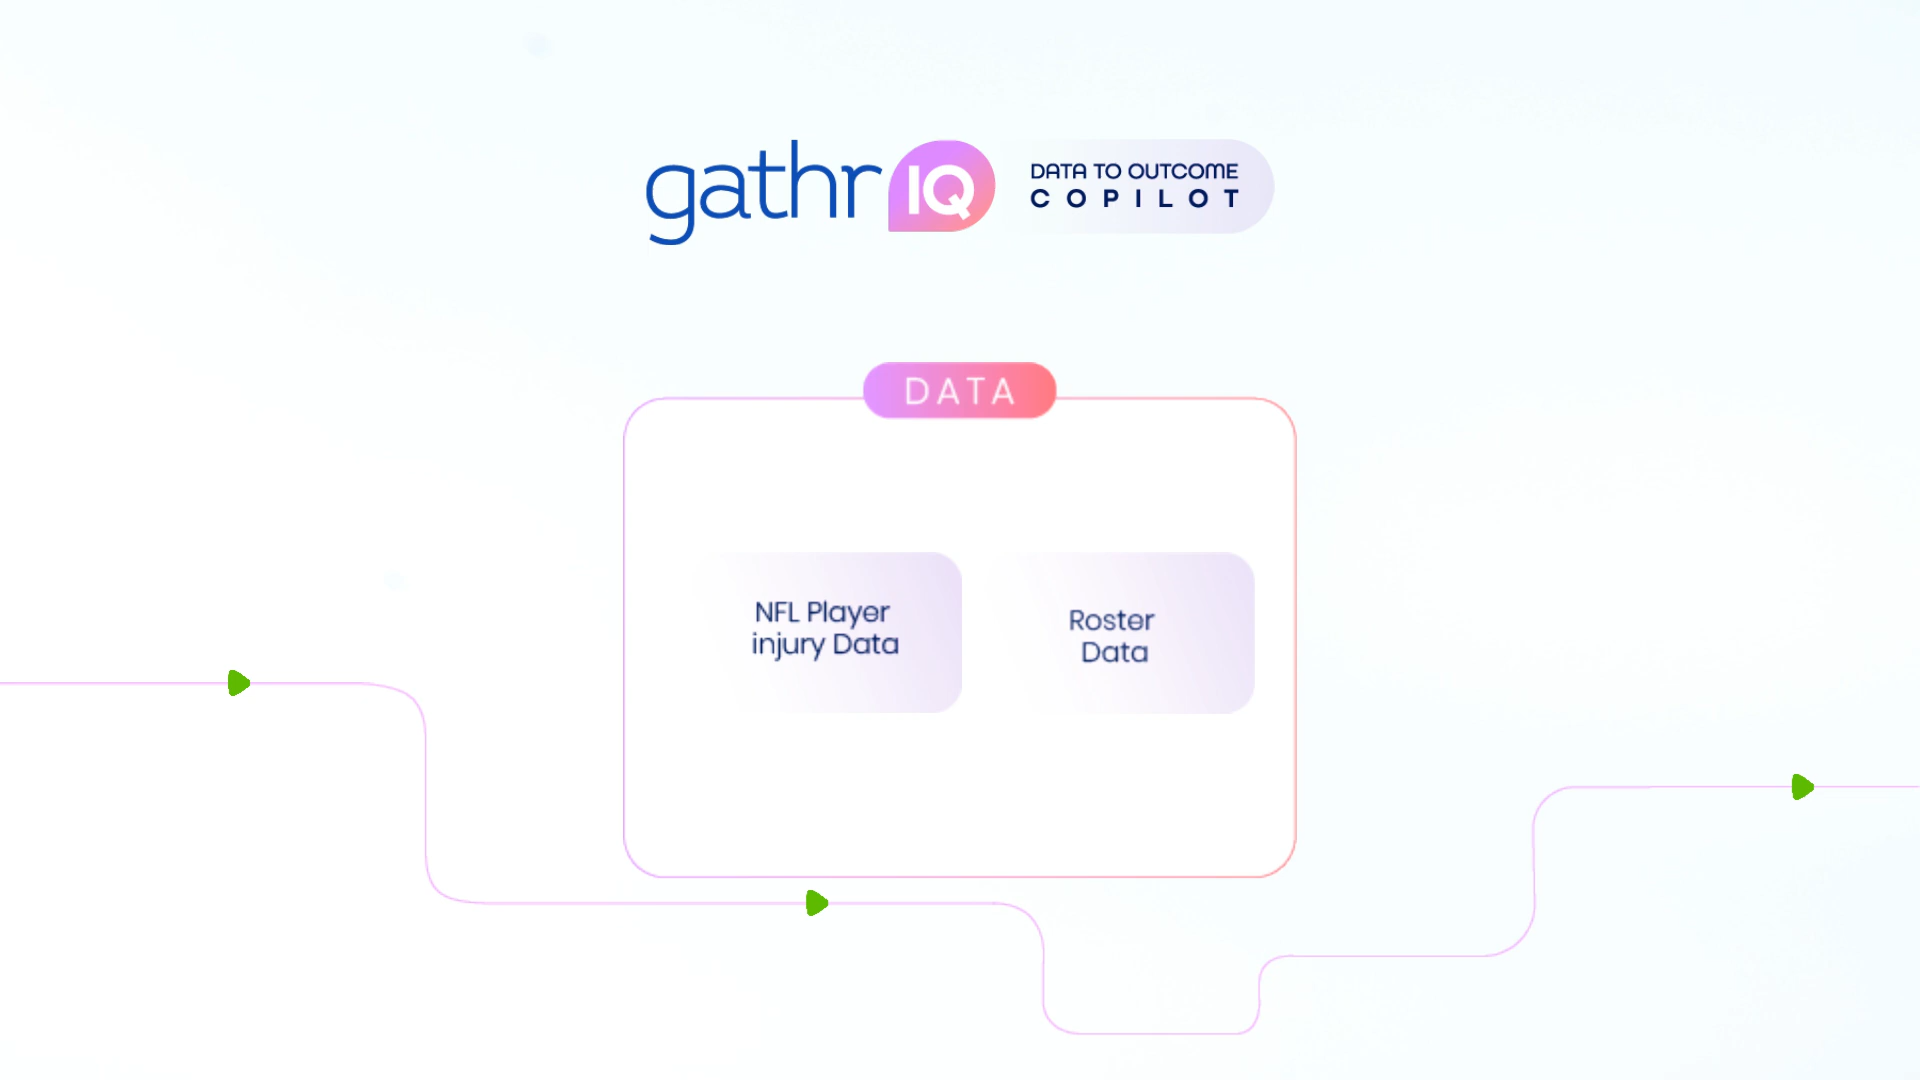 gathr IQ
DATA TO OUTCOME
COPILOT
DATA
NFL Player
injury Data
Roster
Data